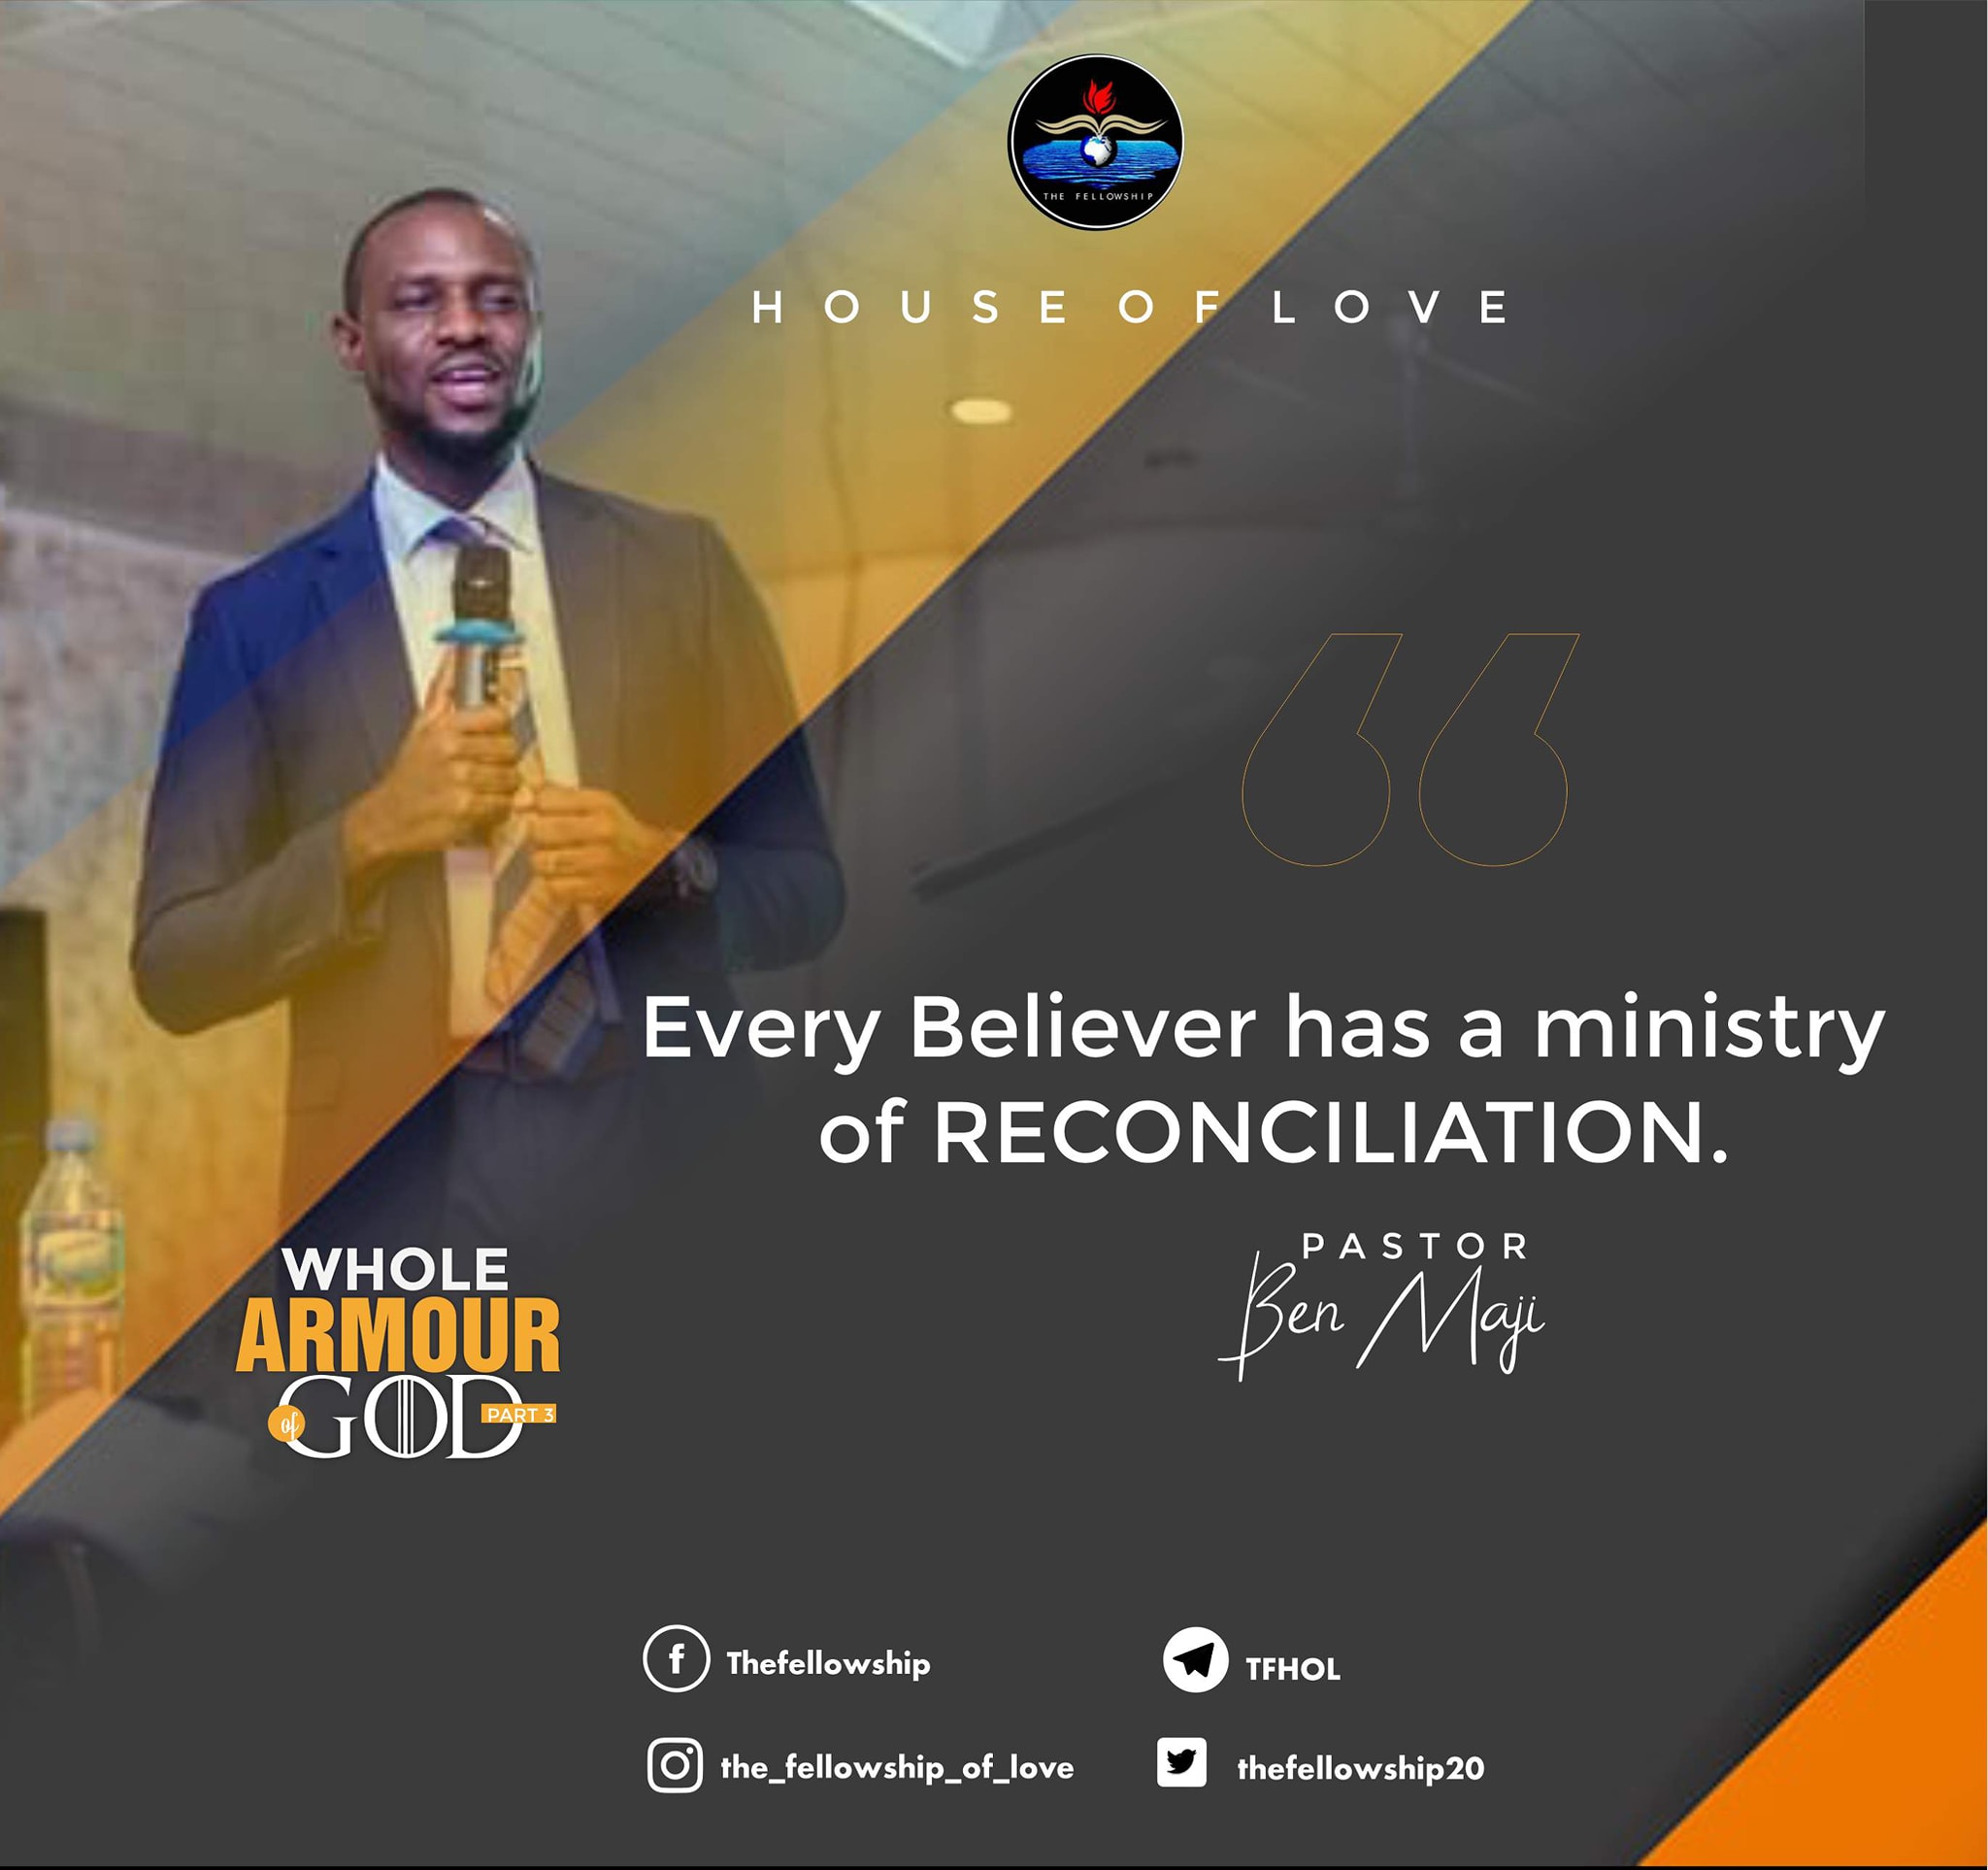 THE FELLOWSHIP
HOUSE OF LOVE
Every Believer has a ministry
of RECONCILIATION.
PASTOR
Ben Maji
WHOLE
ARMOUR
of GOD PART 3
Thefellowship
TFHOL
the_fellowship_of_love
thefellowship20